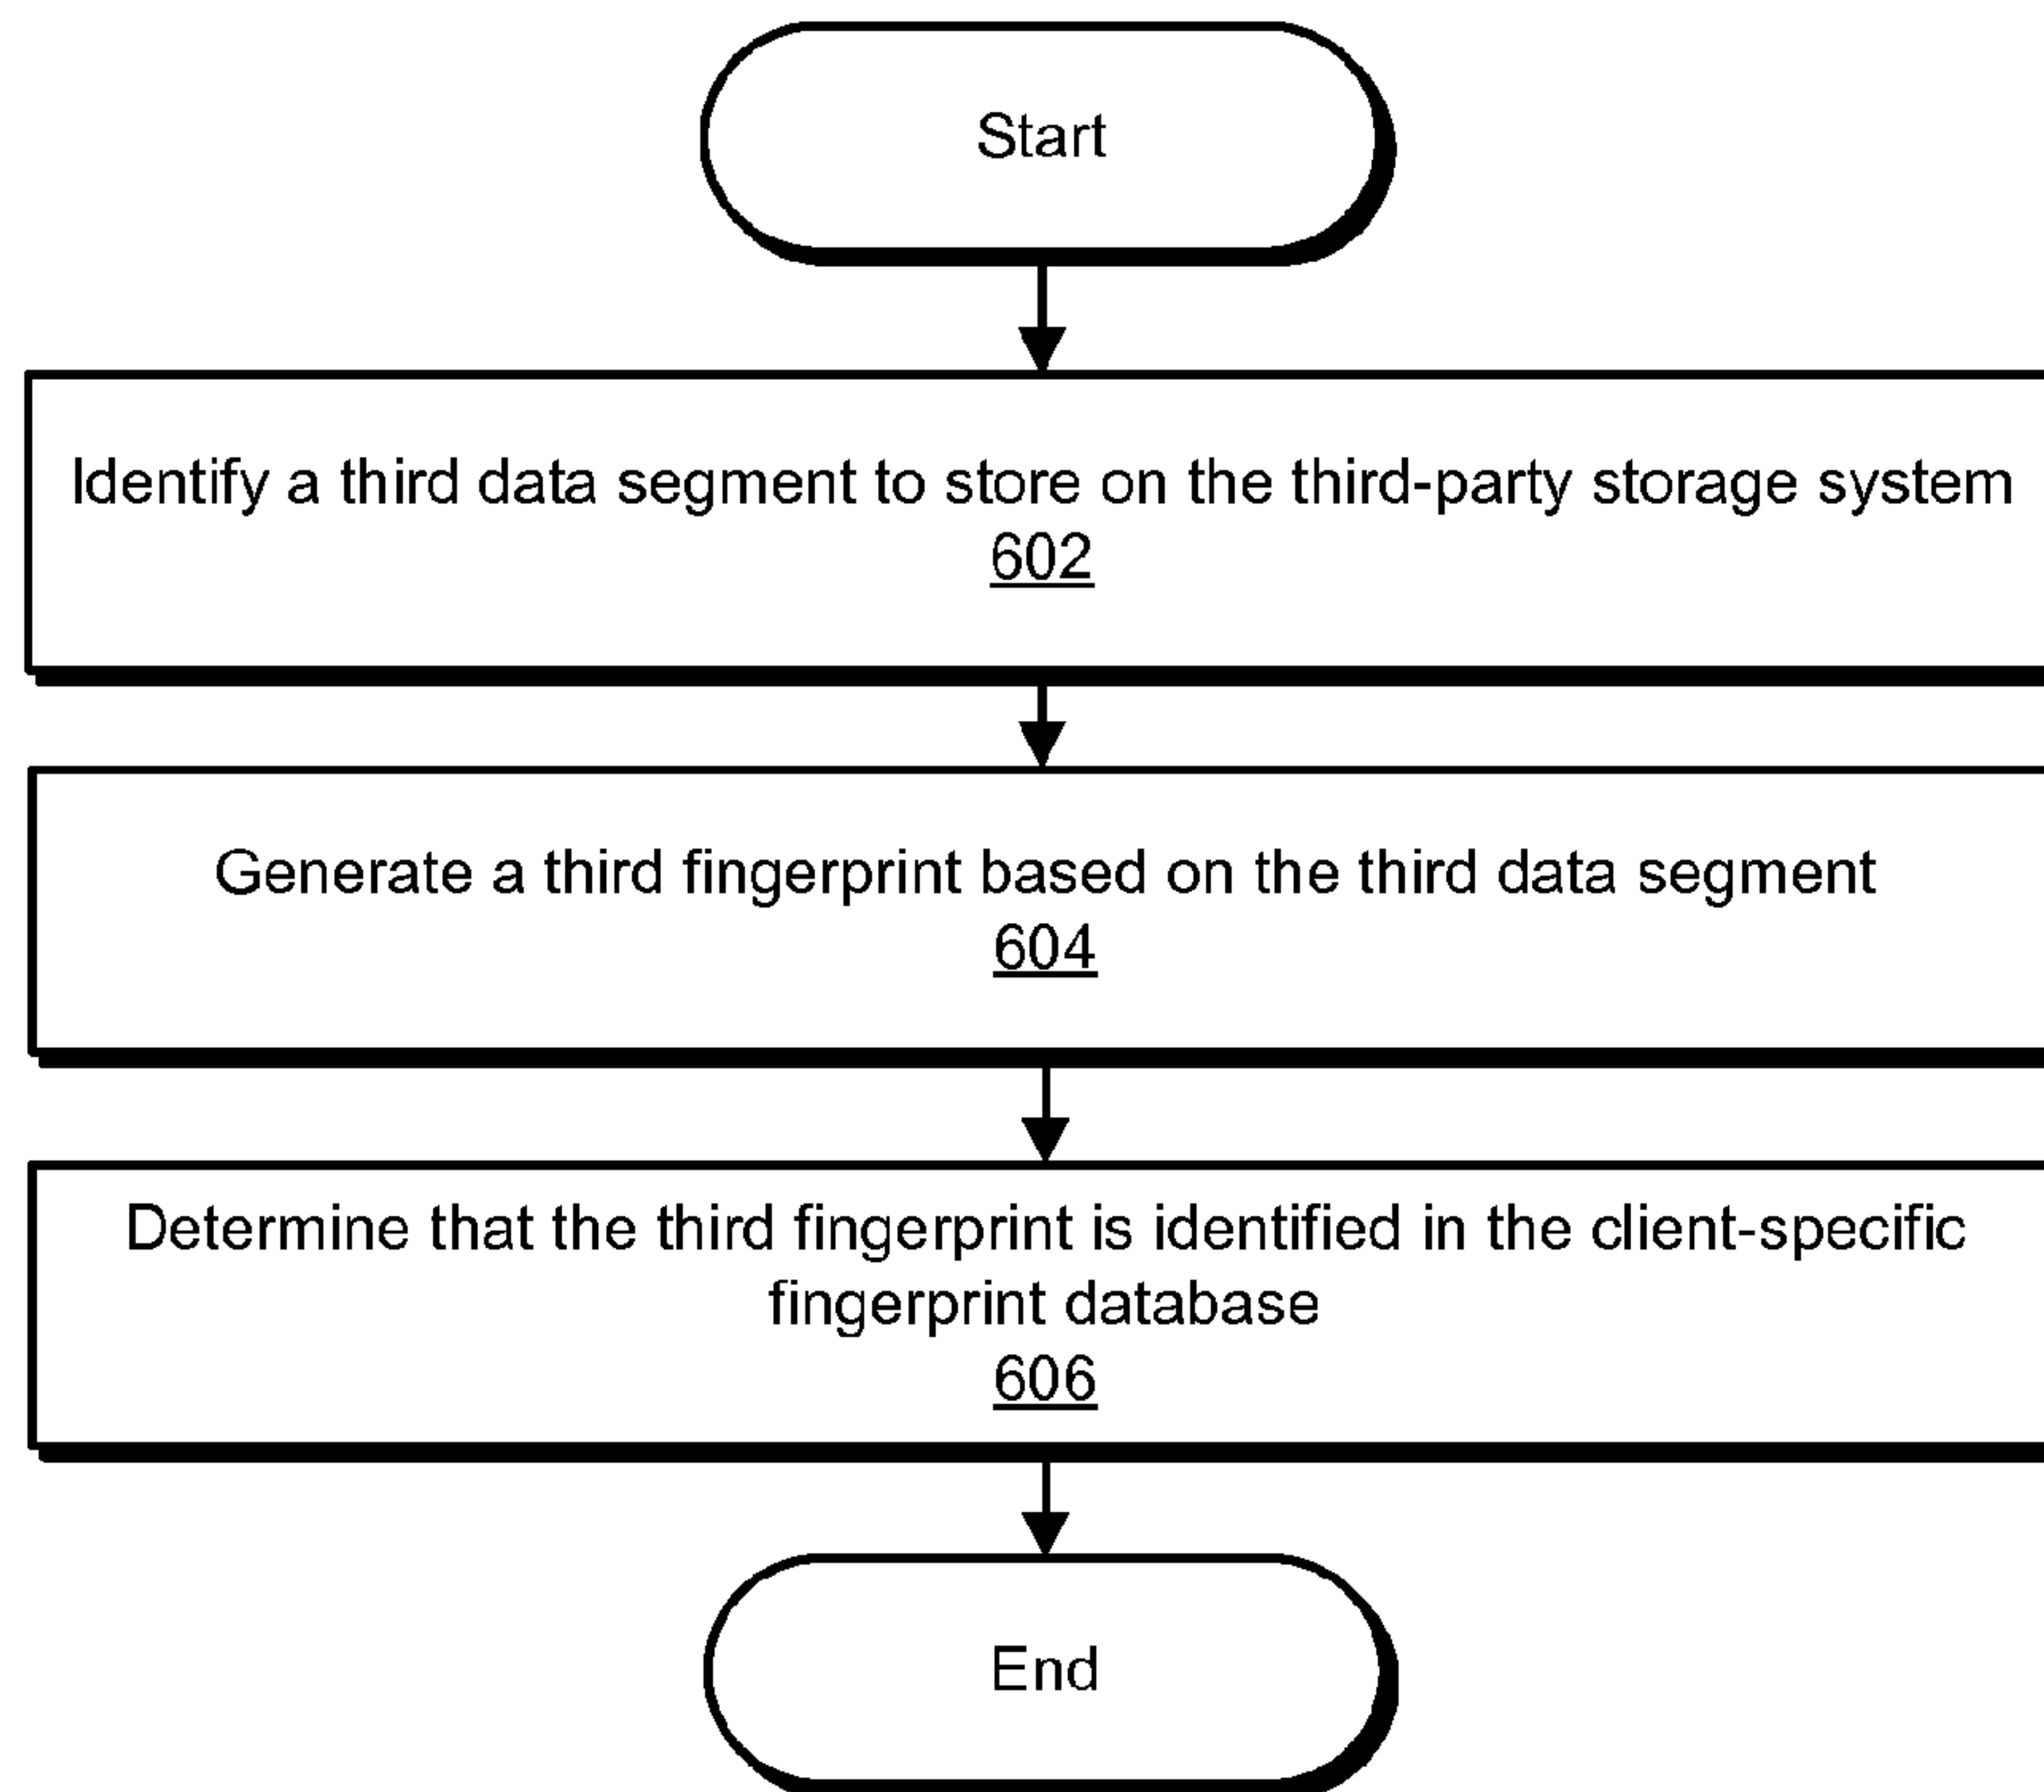 Start
Identify a third data segment to store on the third-party storage system
602
Generate a third fingerprint based on the third data segment
604
Determine that the third fingerprint is identified in the client-specific
fingerprint database
606
End